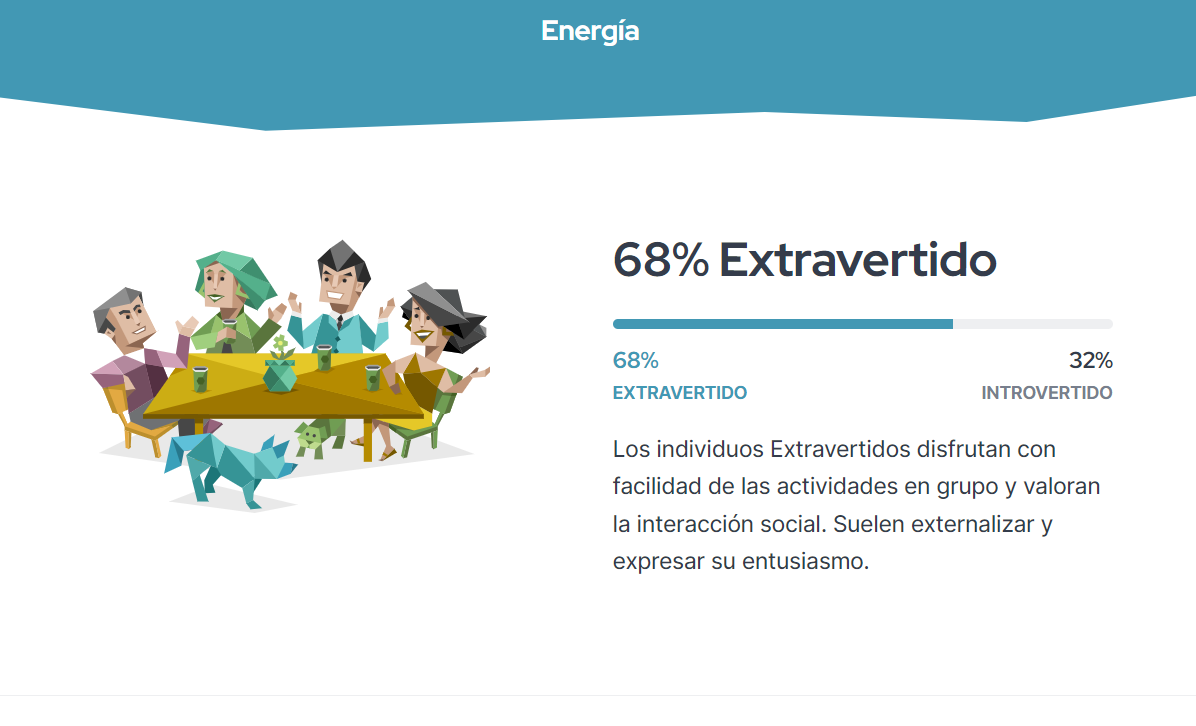 Energía
68% Extravertido
68%
32%
EXTRAVERTIDO
INTROVERTIDO
Los individuos Extravertidos disfrutan con
facilidad de las actividades en grupo y valoran
la interacción social. Suelen externalizar y
expresar su entusiasmo.